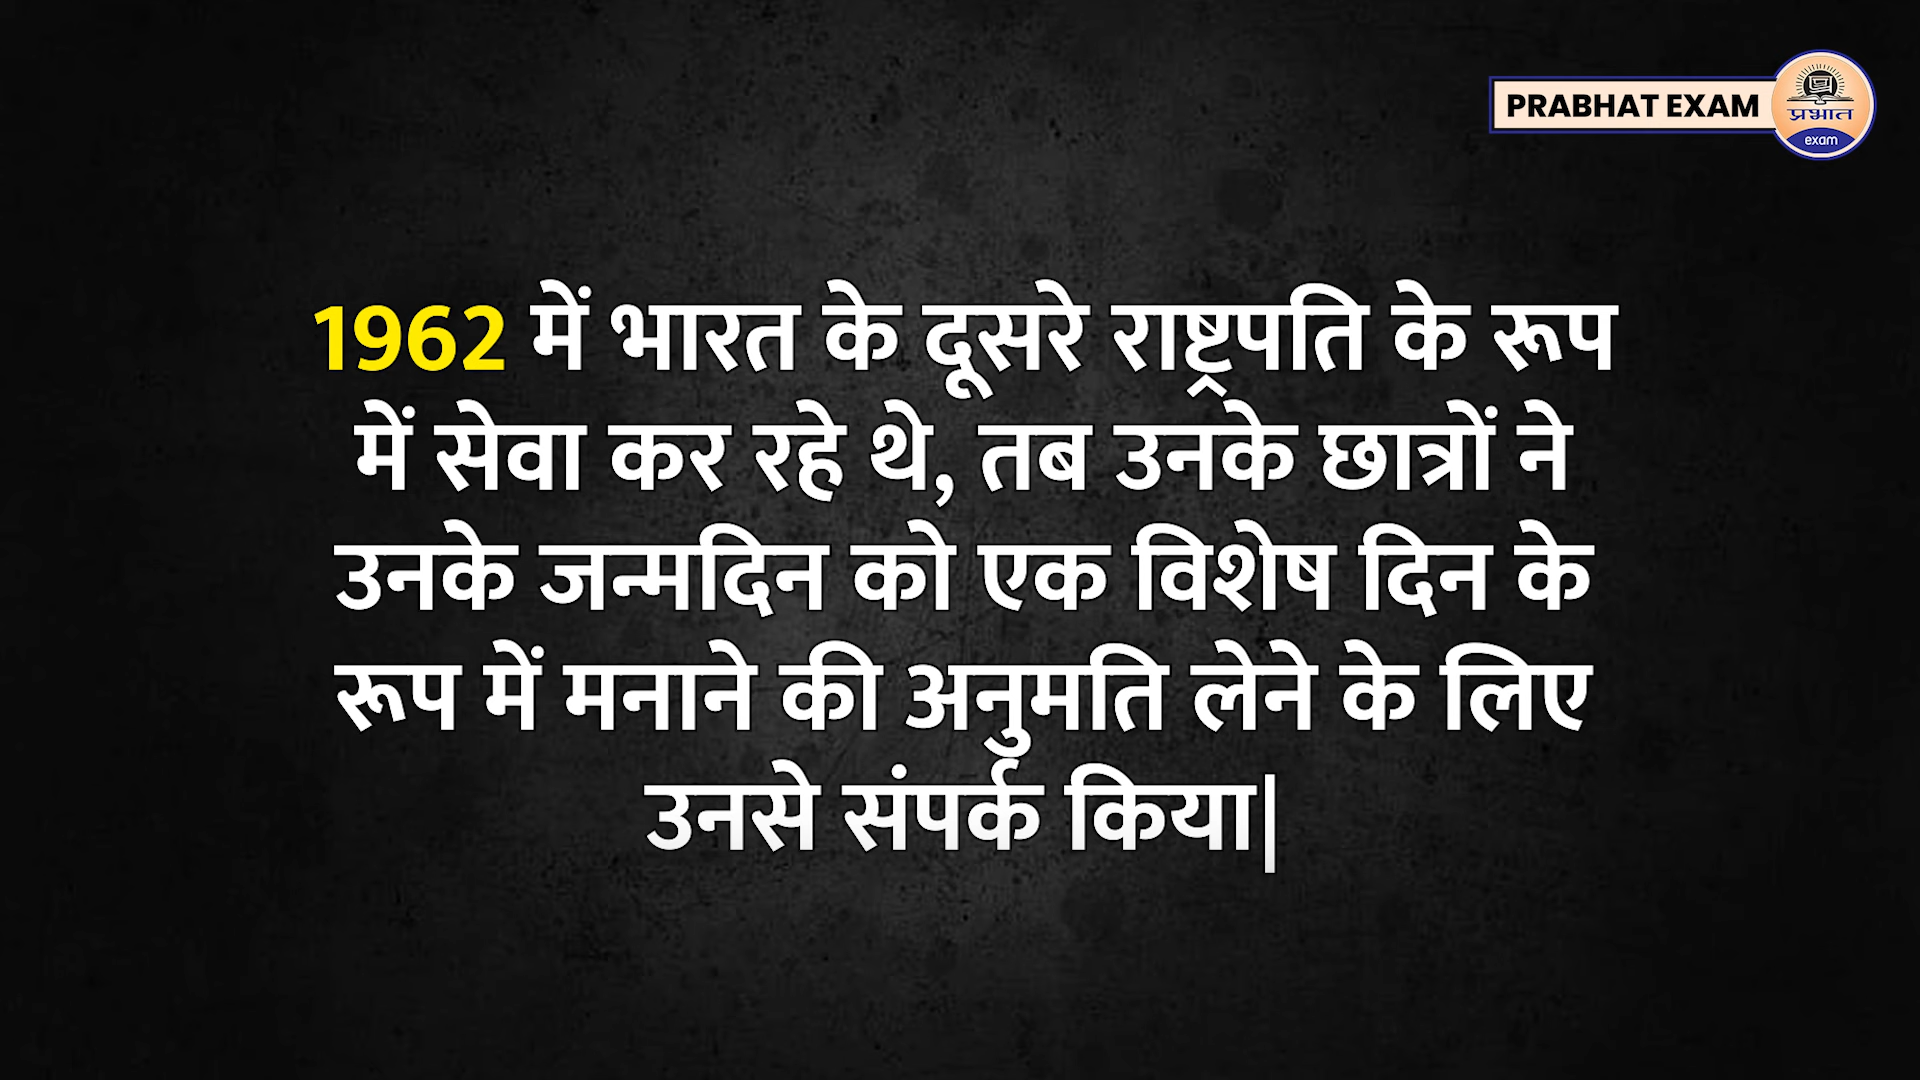 PRABHAT EXAM
प्रभात
exam
1962 में भारत के दूसरे राष्ट्रपति के रूप
में सेवा कर रहे थे, तब उनके छात्रों ने
उनके जन्मदिन को एक विशेष दिन के
रूप में मनाने की अनुमति लेने के लिए
उनसे संपर्क किया|